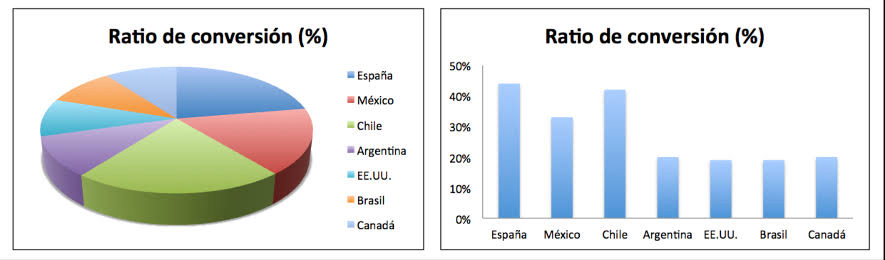 Ratio de conversión (%)
España
México
Chile
Argentina
EE.UU.
Brasil
Canadá
Ratio de conversión (%)
50%
40%
30%
20%
10%
0%
España México Chile Argentina EE.UU. Brasil Canadá